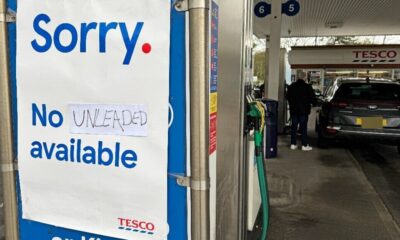 Sorry.
No UNLEADED
available
TESCO
6 5
TESCO